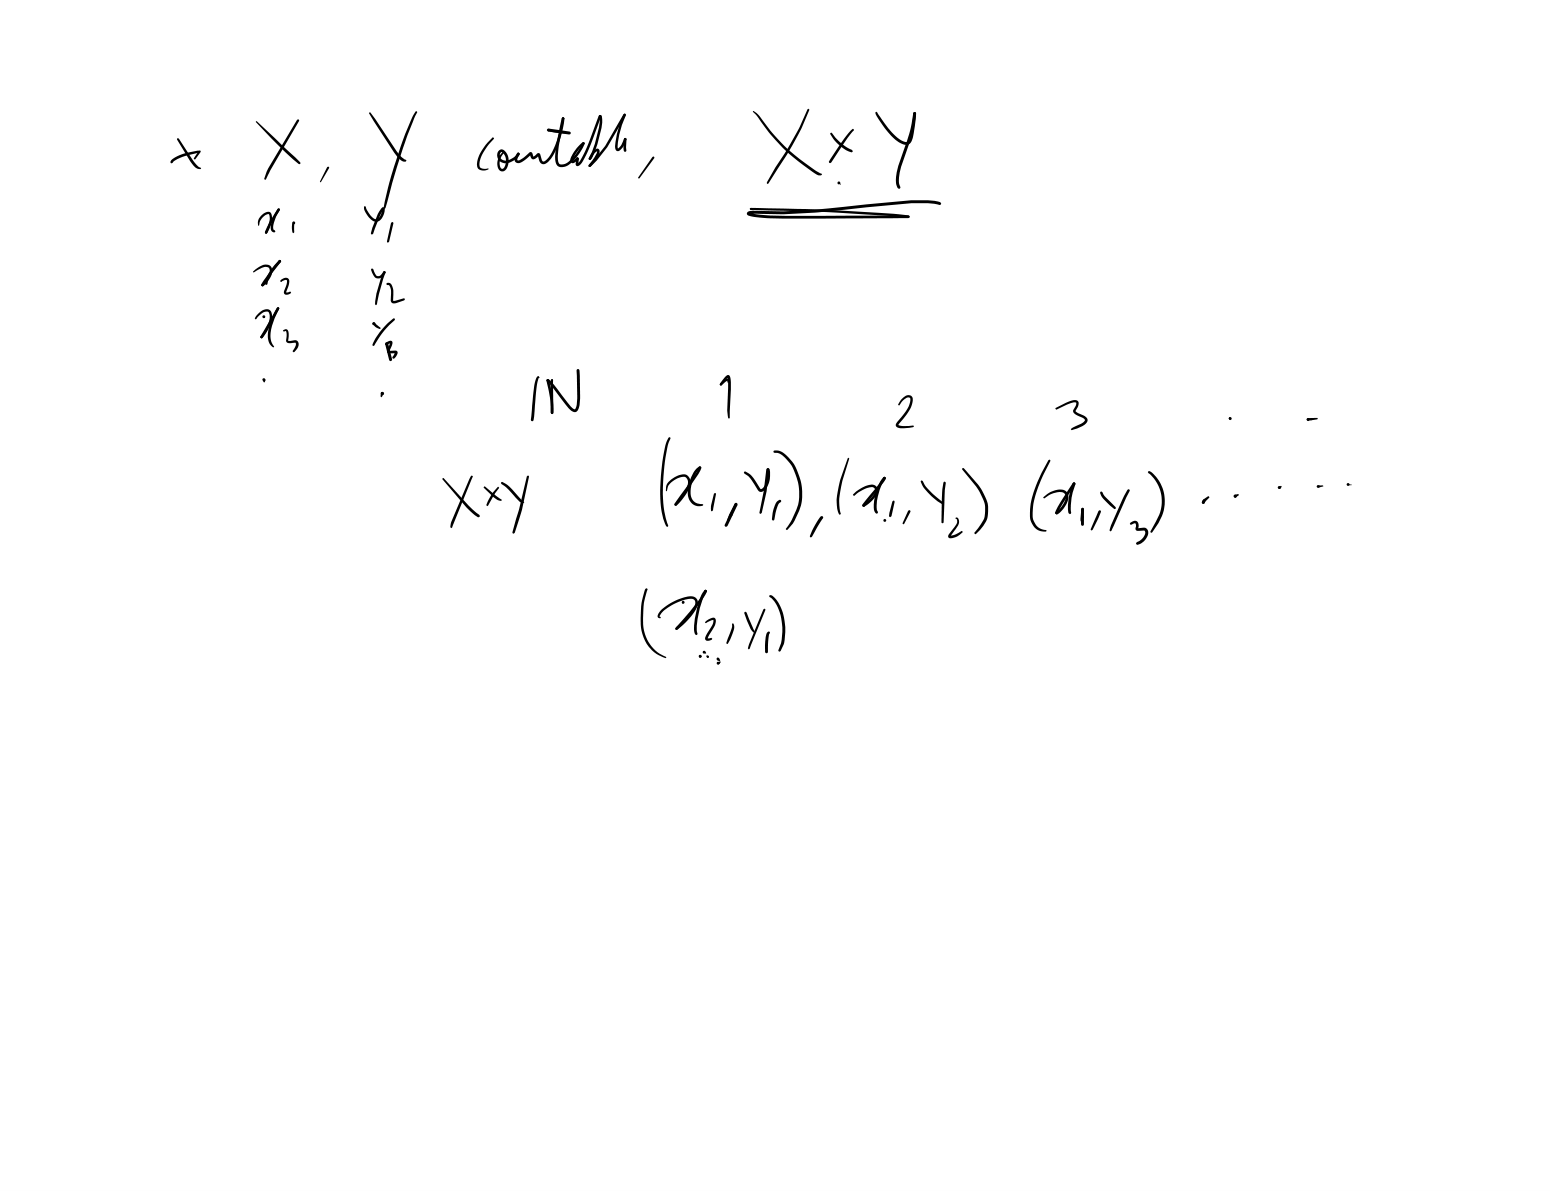 * X, Y countable, X × Y
x₁ y₁
x₂ y₂
x₃ y₃
. .
ℕ 1 2 3 . -
X×Y (x₁, y₁), (x₁, y₂) (x₁, y₃) . . . . .
(x₂, y₁)